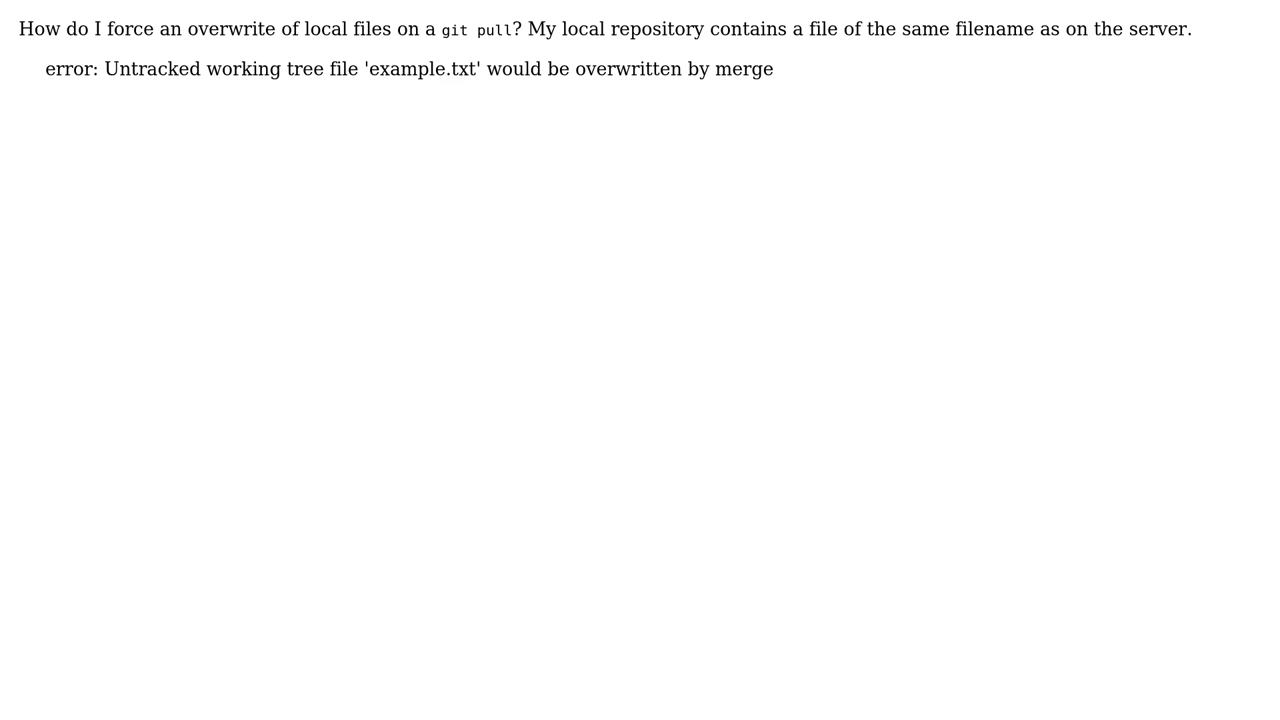 How do I force an overwrite of local files on a git pull? My local repository contains a file of the same filename as on the server.
error: Untracked working tree file 'example.txt' would be overwritten by merge